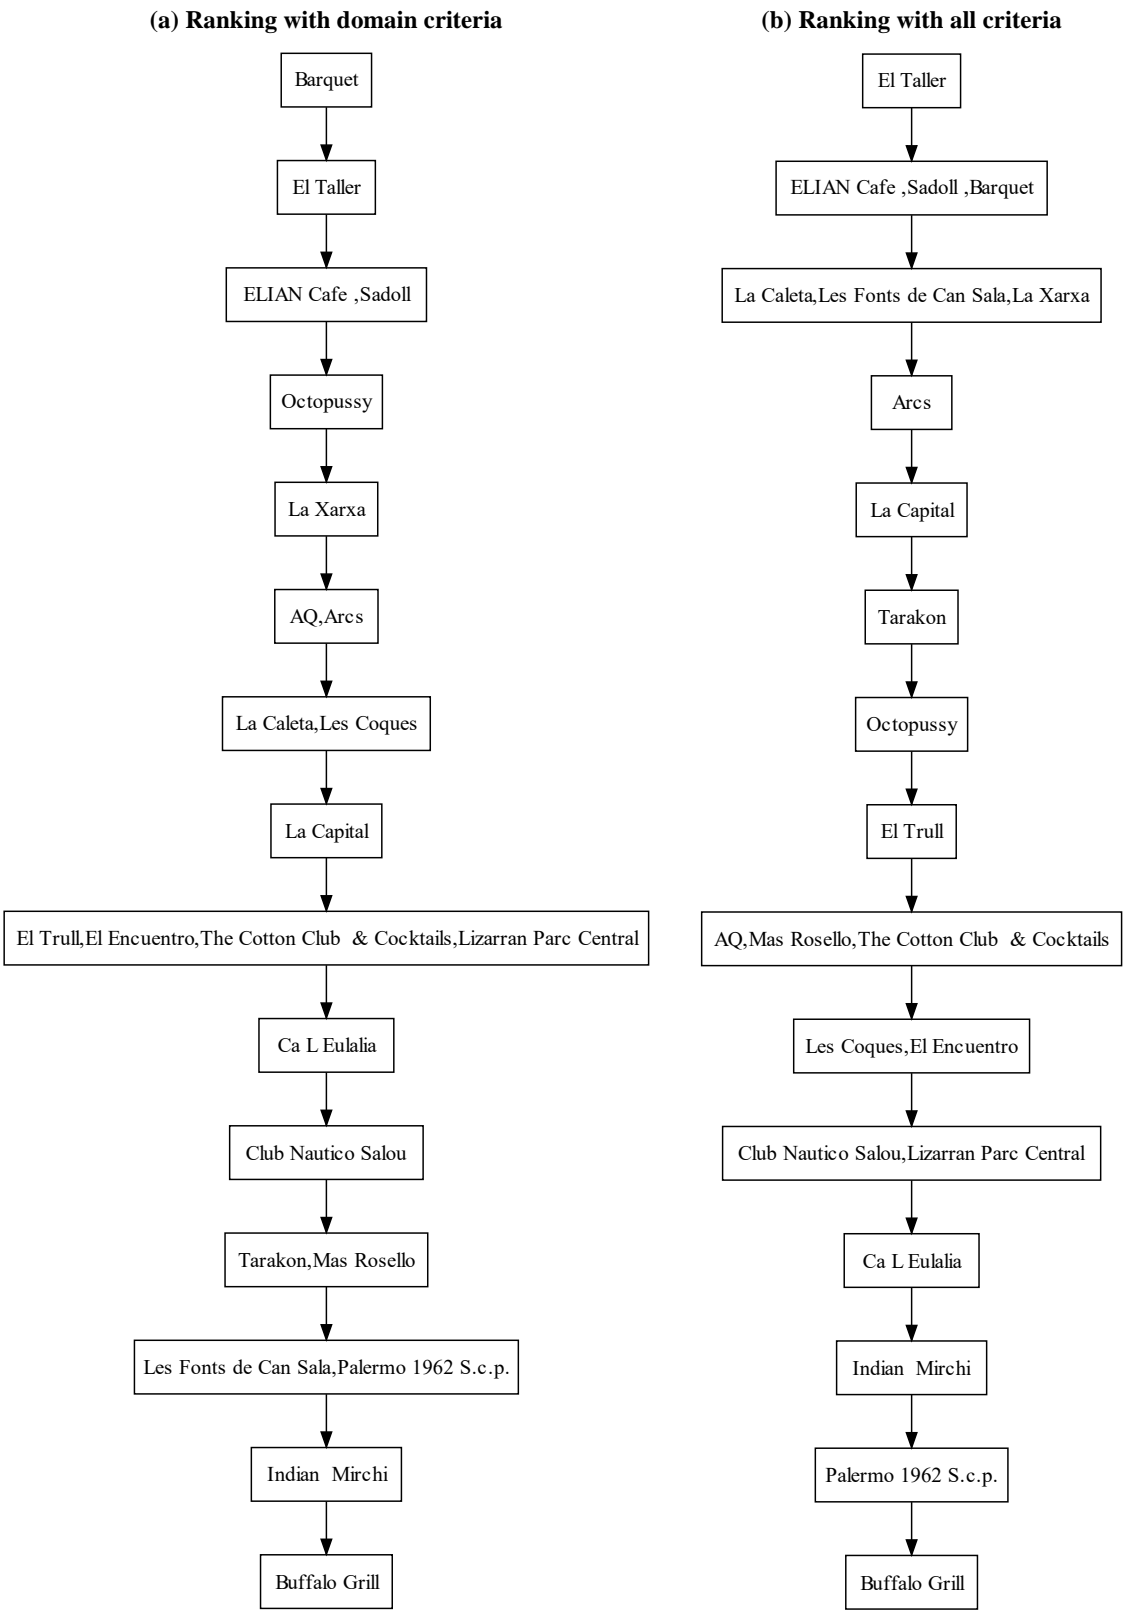 (a) Ranking with domain criteria
Barquet
El Taller
ELIAN Cafe ,Sadoll
Octopussy
La Xarxa
AQ,Arcs
La Caleta,Les Coques
La Capital
El Trull,El Encuentro,The Cotton Club & Cocktails,Lizarran Parc Central
Ca L Eulalia
Club Nautico Salou
Tarakon,Mas Rosello
Les Fonts de Can Sala,Palermo 1962 S.c.p.
Indian Mirchi
Buffalo Grill
(b) Ranking with all criteria
El Taller
ELIAN Cafe ,Sadoll ,Barquet
La Caleta,Les Fonts de Can Sala,La Xarxa
Arcs
La Capital
Tarakon
Octopussy
El Trull
AQ,Mas Rosello,The Cotton Club & Cocktails
Les Coques,El Encuentro
Club Nautico Salou,Lizarran Parc Central
Ca L Eulalia
Indian Mirchi
Palermo 1962 S.c.p.
Buffalo Grill